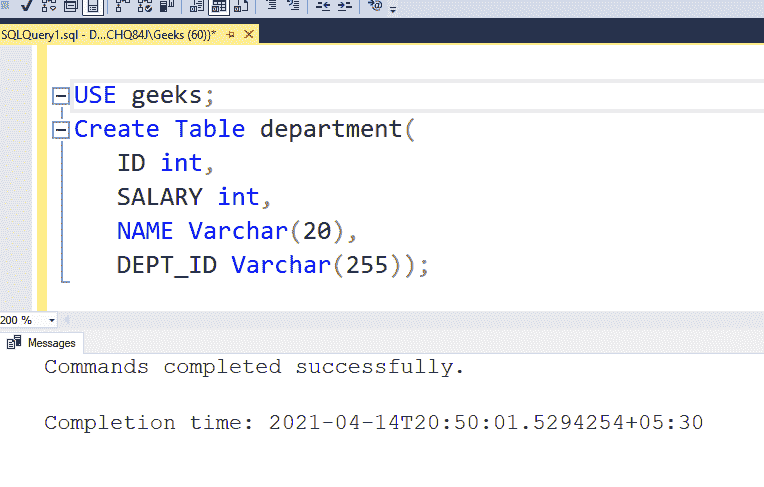 SQLQuery1.sql - D...CHQ84J\Geeks (60))*
USE geeks;
Create Table department(
ID int,
SALARY int,
NAME Varchar(20),
DEPT_ID Varchar(255));
200 %
Messages
Commands completed successfully.
Completion time: 2021-04-14T20:50:01.5294254+05:30